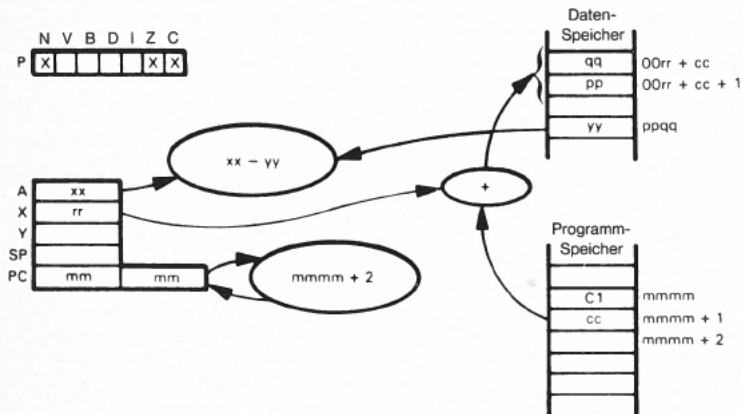 N V B D I Z C
P X X X
Daten-
Speicher
qq 00rr + cc
pp 00rr + cc + 1
yy ppqq
xx – yy
A xx
X rr
Y
SP
PC mm mm
mmmm + 2
+
Programm-
Speicher
C1 mmmm
cc mmmm + 1
mmmm + 2